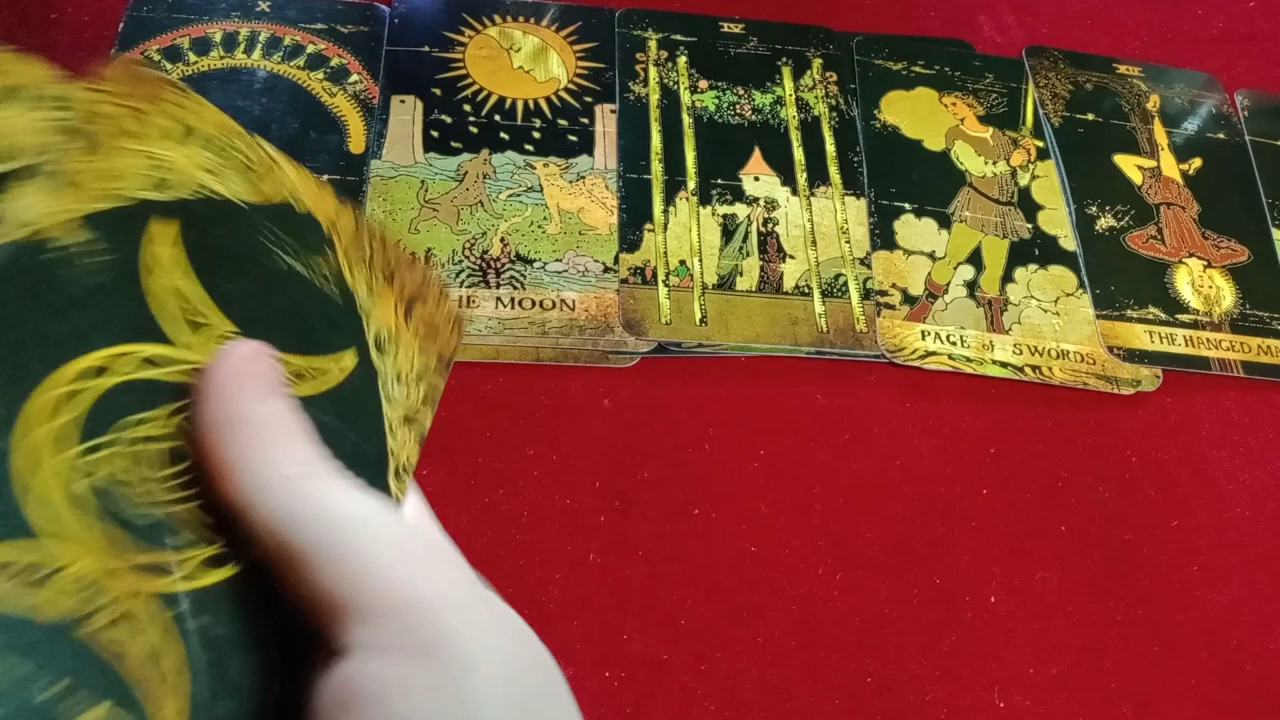 X
IV
XII
HE MOON
PAGE of SWORDS
THE HANGED MA